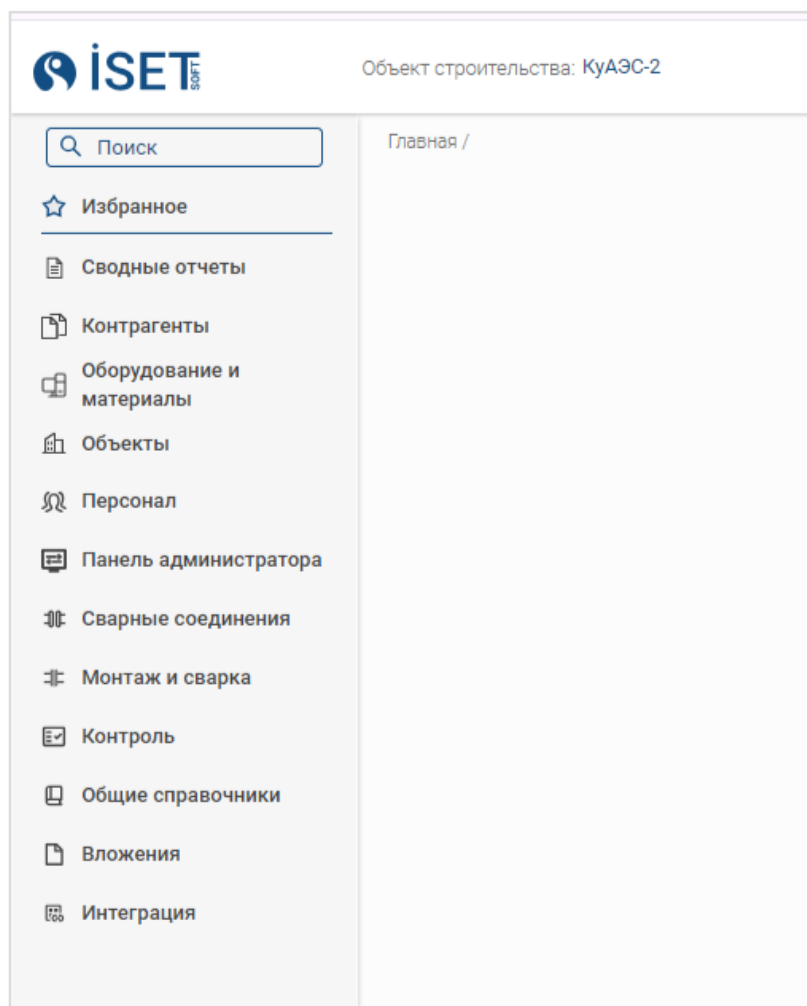 iSET SOFT
Объект строительства: КуАЭС-2
Поиск
Главная /
Избранное
Сводные отчеты
Контрагенты
Оборудование и
материалы
Объекты
Персонал
Панель администратора
Сварные соединения
Монтаж и сварка
Контроль
Общие справочники
Вложения
Интеграция